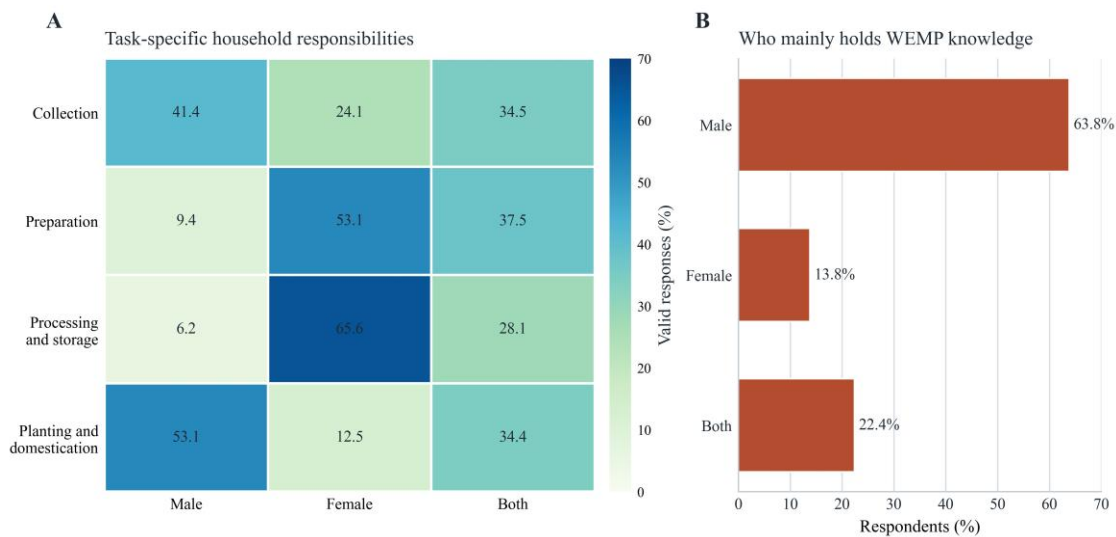 A
Task-specific household responsibilities
Collection
41.4
24.1
34.5
Preparation
9.4
53.1
37.5
Processing
and storage
6.2
65.6
28.1
Planting and
domestication
53.1
12.5
34.4
Male
Female
Both
70
60
50
40
30
20
10
0
Valid responses (%)
B
Who mainly holds WEMP knowledge
Male
63.8%
Female
13.8%
Both
22.4%
0
10
20
30
40
50
60
70
Respondents (%)